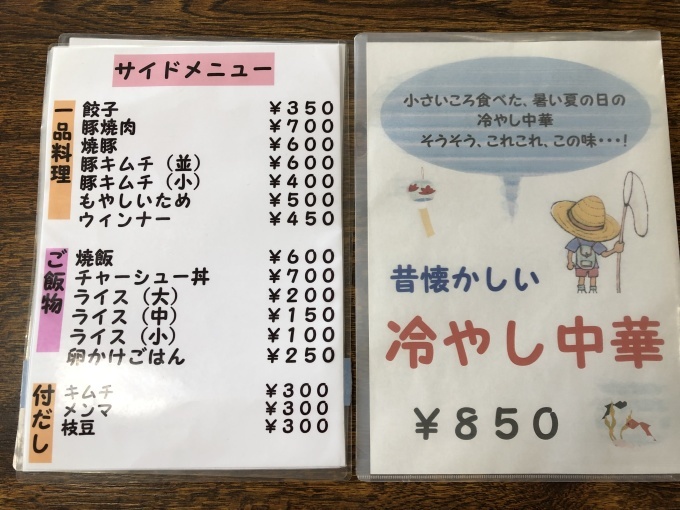 サイドメニュー
一品料理
餃子 ¥350
豚焼肉 ¥700
焼豚 ¥600
豚キムチ（並） ¥600
豚キムチ（小） ¥400
もやしいため ¥500
ウインナー ¥450
ご飯物
焼飯 ¥600
チャーシュー丼 ¥700
ライス（大） ¥200
ライス（中） ¥150
ライス（小） ¥100
卵かけごはん ¥250
付だし
キムチ ¥300
メンマ ¥300
枝豆 ¥300
小さいころ食べた、暑い夏の日の
冷やし中華
そうそう、これこれ、この味・・・!
昔懐かしい
冷やし中華
¥850